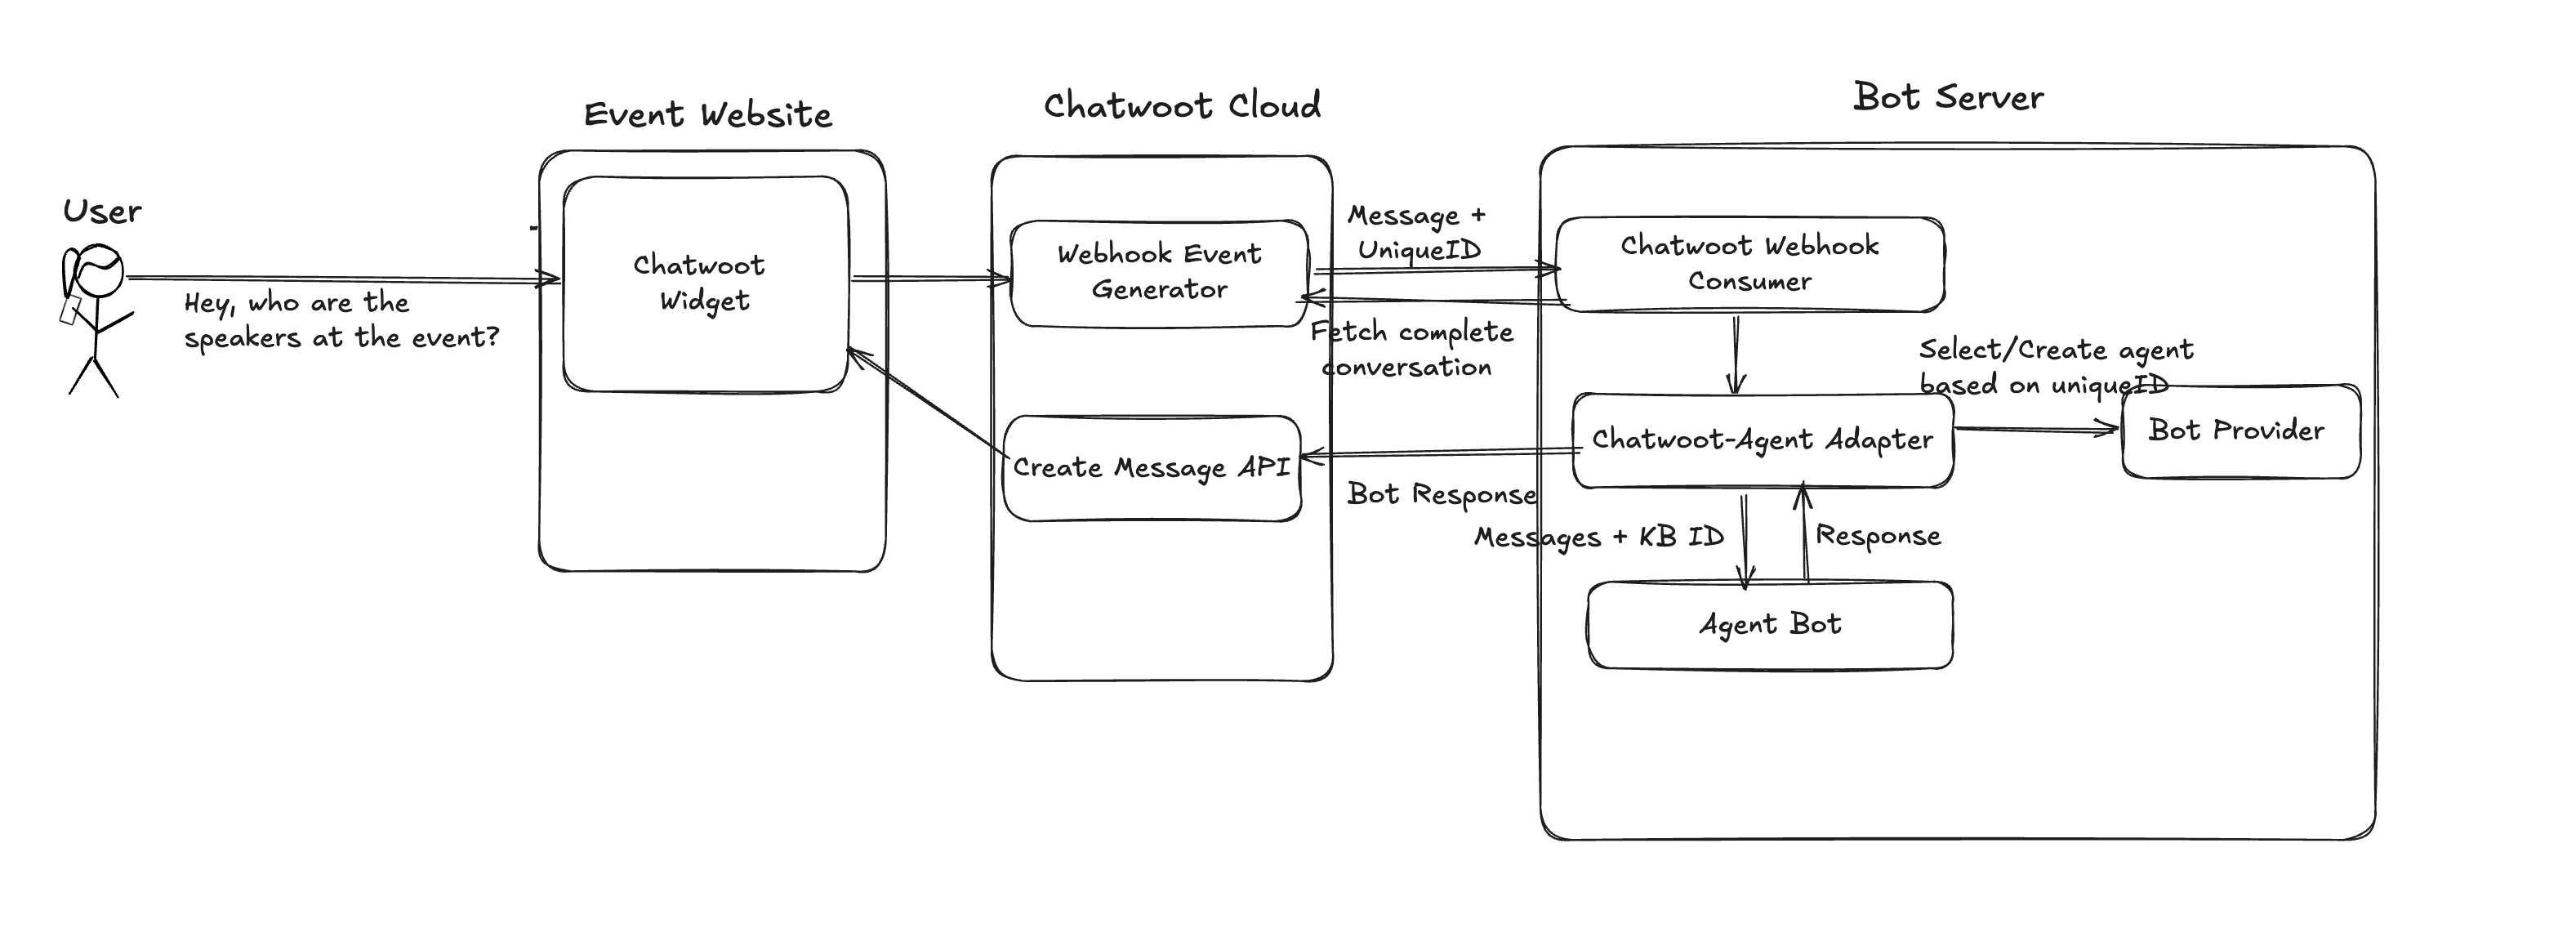 Event Website
Chatwoot Cloud
Bot Server
User
Hey, who are the
speakers at the event?
Chatwoot
Widget
Webhook Event
Generator
Message +
UniqueID
Fetch complete
conversation
Chatwoot Webhook
Consumer
Select/Create agent
based on uniqueID
Chatwoot-Agent Adapter
Bot Provider
Create Message API
Bot Response
Messages + KB ID
Response
Agent Bot